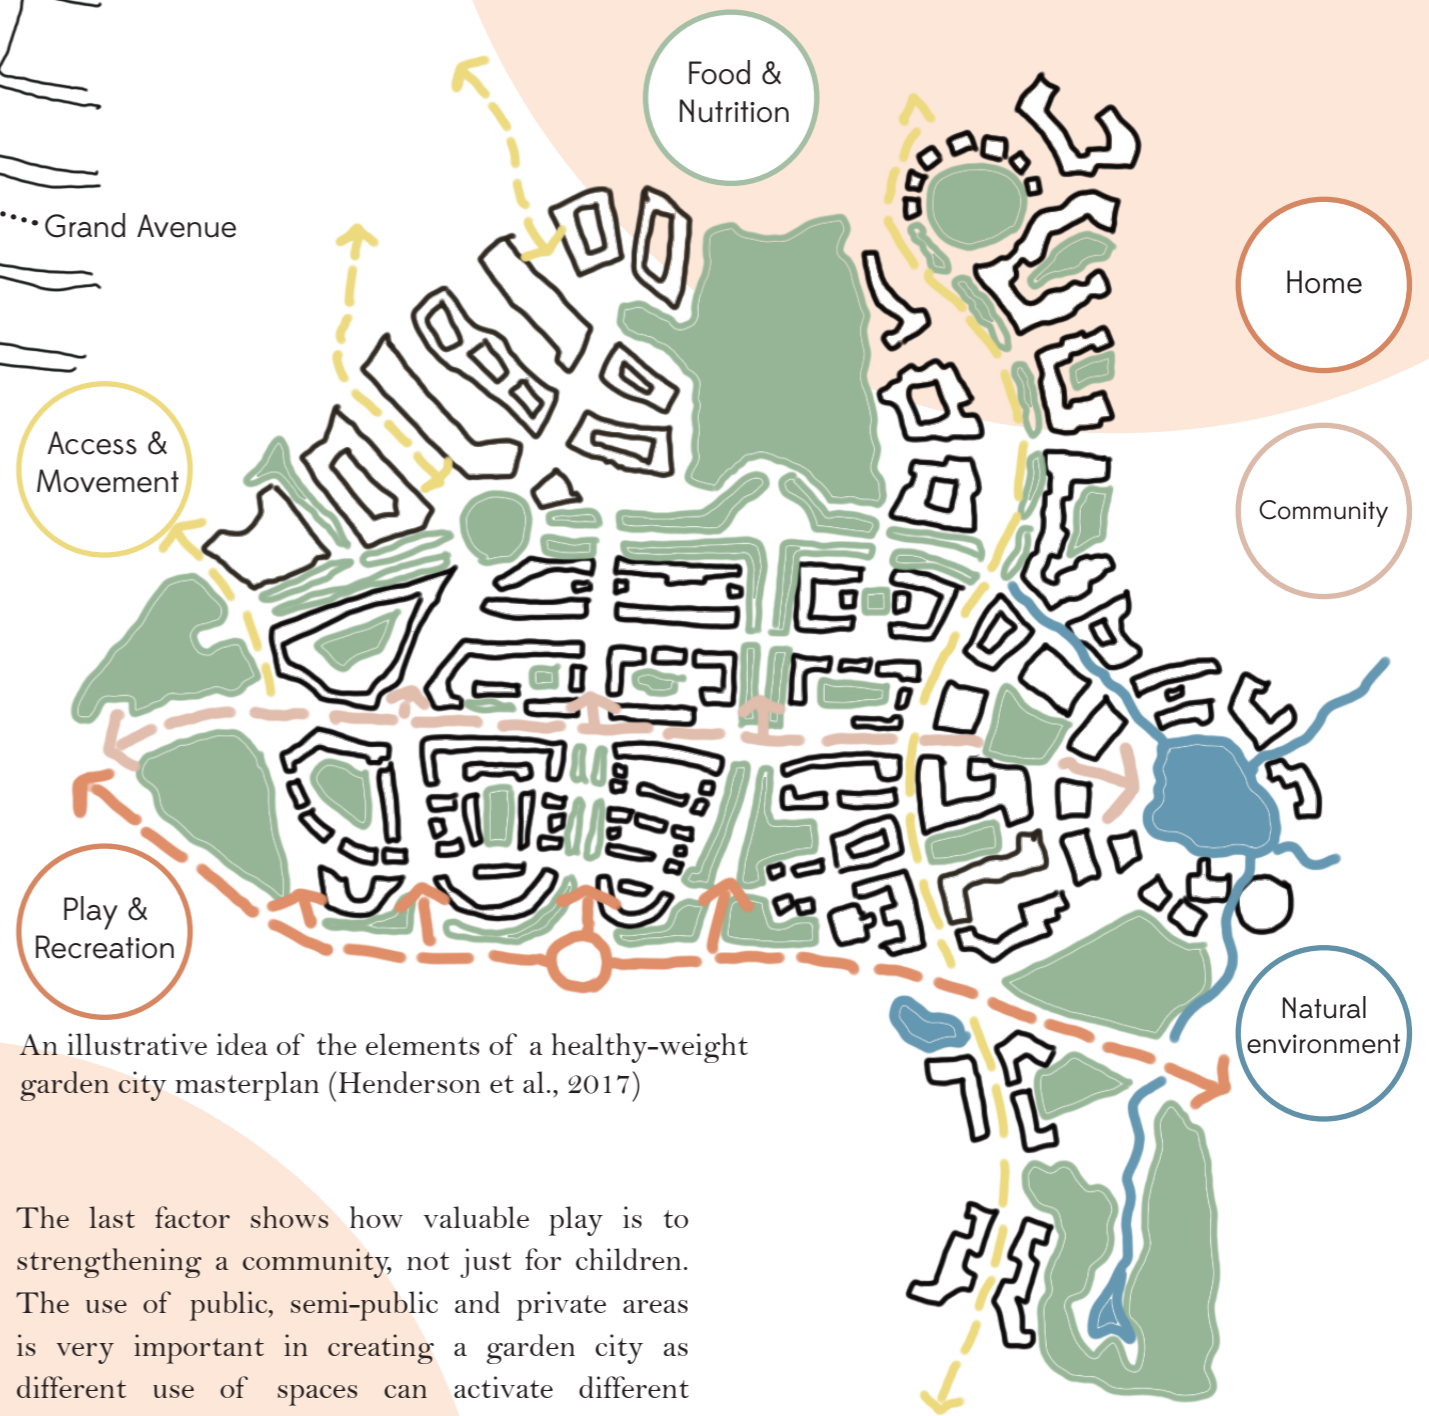 Food &
Nutrition
Grand Avenue
Home
Access &
Movement
Community
Play &
Recreation
Natural
environment
An illustrative idea of the elements of a healthy-weight
garden city masterplan (Henderson et al., 2017)
The last factor shows how valuable play is to
strengthening a community, not just for children.
The use of public, semi-public and private areas
is very important in creating a garden city as
different use of spaces can activate different